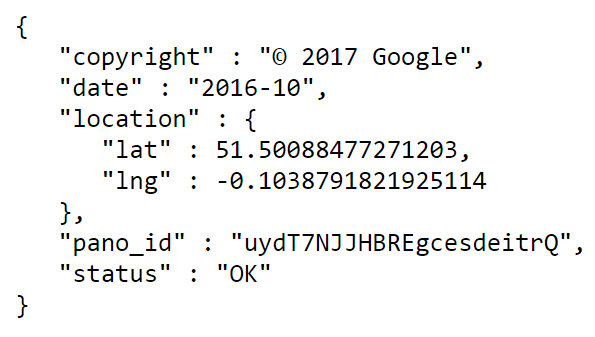 {
"copyright" : "© 2017 Google",
"date" : "2016-10",
"location" : {
"lat" : 51.50088477271203,
"lng" : -0.1038791821925114
},
"pano_id" : "uydT7NJJHBREgcesdeitrQ",
"status" : "OK"
}